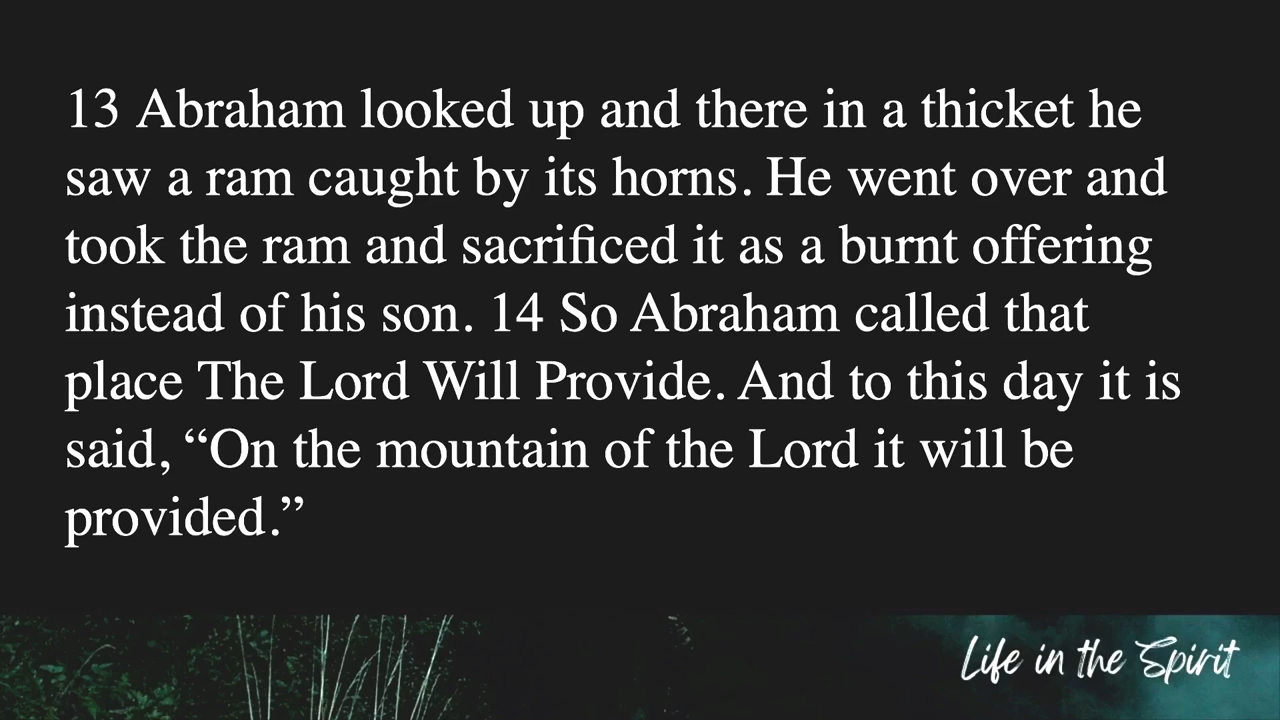 13 Abraham looked up and there in a thicket he
saw a ram caught by its horns. He went over and
took the ram and sacrificed it as a burnt offering
instead of his son. 14 So Abraham called that
place The Lord Will Provide. And to this day it is
said, “On the mountain of the Lord it will be
provided.”
Life in the Spirit